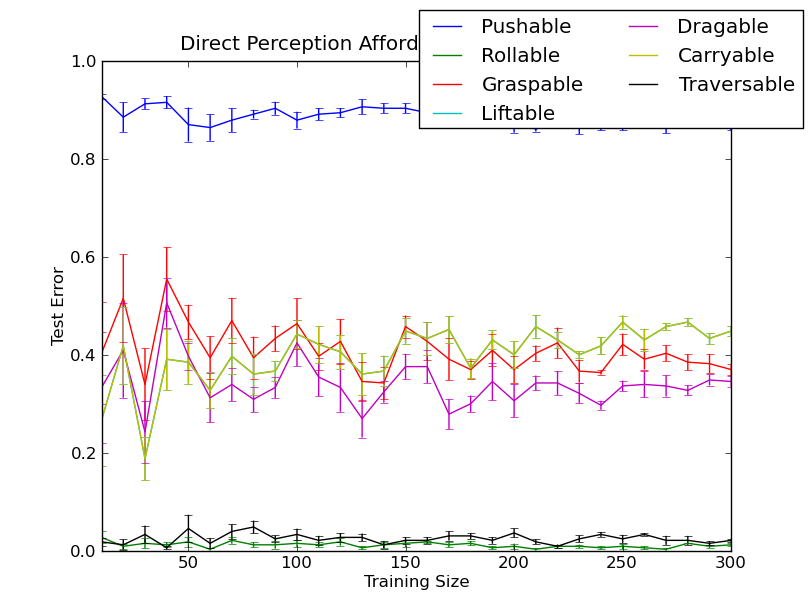 Direct Perception Afford
Pushable
Rollable
Graspable
Liftable
Dragable
Carryable
Traversable
Test Error
1.0
0.8
0.6
0.4
0.2
0.0
50
100
150
200
250
300
Training Size